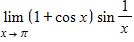 lim (1 + cos x) sin 1/x
x → π